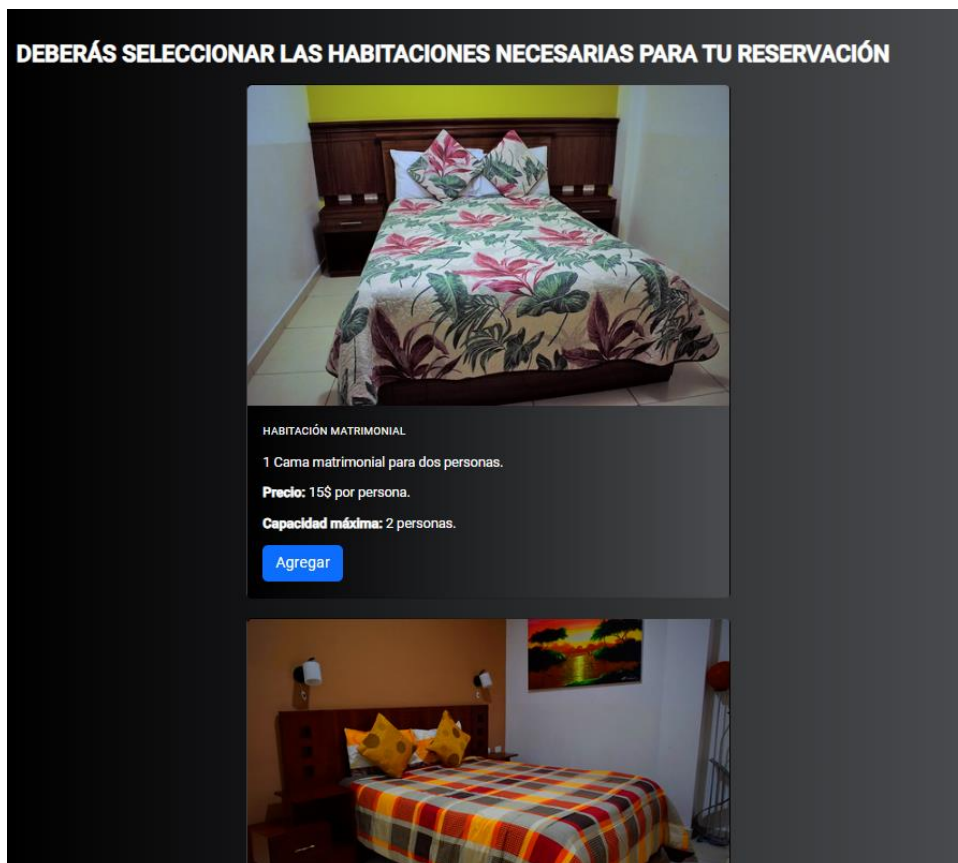 DEBERÁS SELECCIONAR LAS HABITACIONES NECESARIAS PARA TU RESERVACIÓN
HABITACIÓN MATRIMONIAL
1 Cama matrimonial para dos personas.
Precio: 15$ por persona.
Capacidad máxima: 2 personas.
Agregar